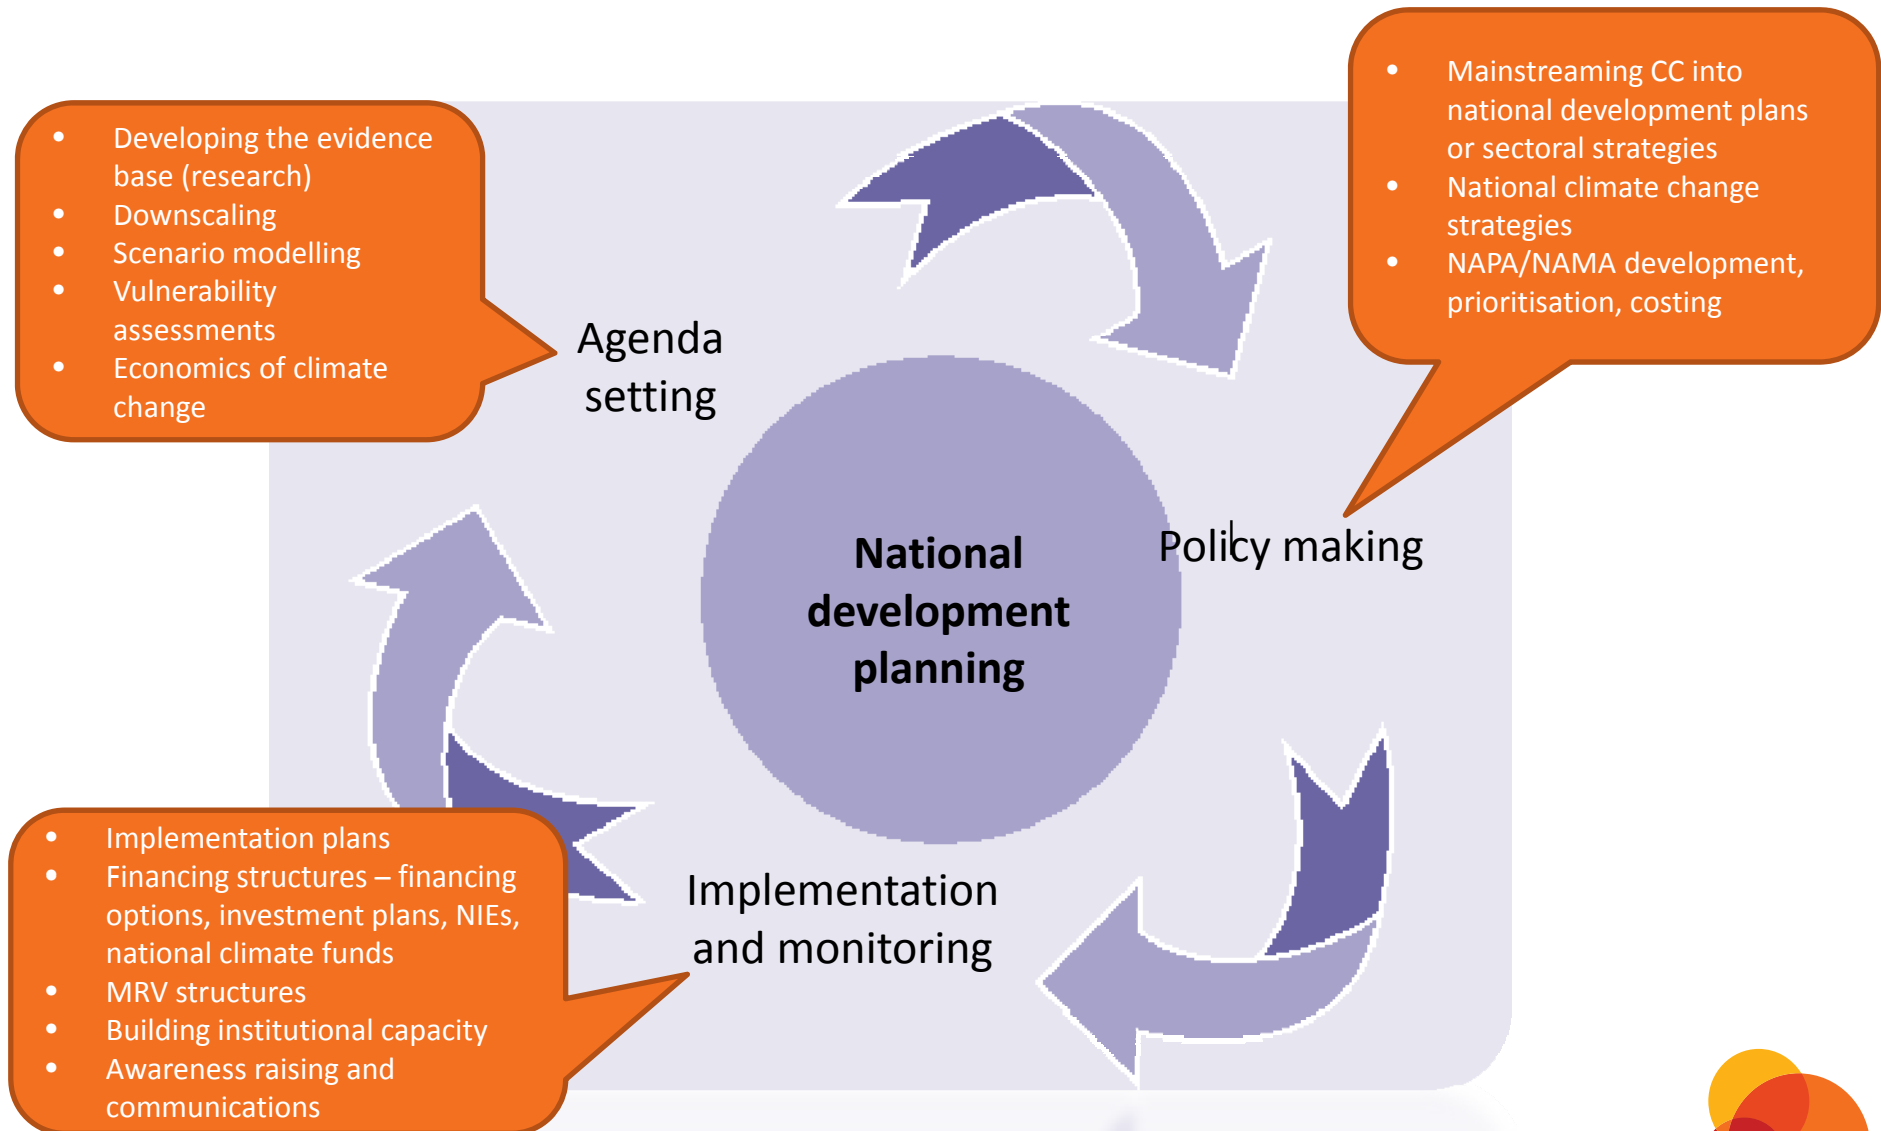 • Developing the evidence
base (research)
• Downscaling
• Scenario modelling
• Vulnerability
assessments
• Economics of climate
change
• Mainstreaming CC into
national development plans
or sectoral strategies
• National climate change
strategies
• NAPA/NAMA development,
prioritisation, costing
Agenda
setting
Policy making
National
development
planning
Implementation
and monitoring
• Implementation plans
• Financing structures – financing
options, investment plans, NIEs,
national climate funds
• MRV structures
• Building institutional capacity
• Awareness raising and
communications